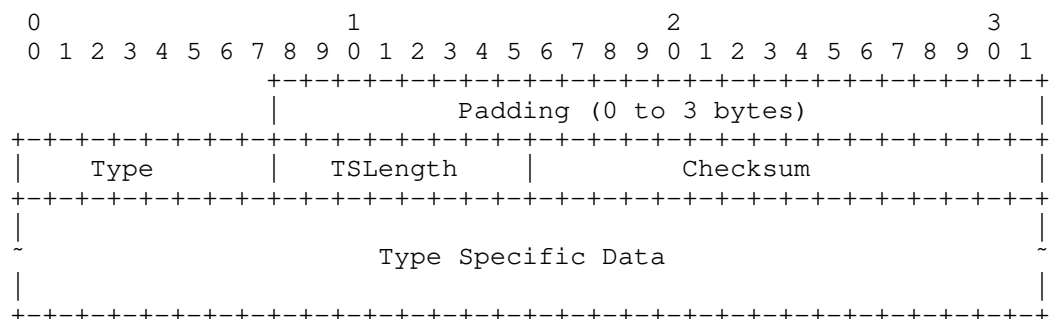 0                   1                   2                   3
 0 1 2 3 4 5 6 7 8 9 0 1 2 3 4 5 6 7 8 9 0 1 2 3 4 5 6 7 8 9 0 1
                +-+-+-+-+-+-+-+-+-+-+-+-+-+-+-+-+-+-+-+-+-+-+-+-+
                |           Padding (0 to 3 bytes)              |
+-+-+-+-+-+-+-+-+-+-+-+-+-+-+-+-+-+-+-+-+-+-+-+-+-+-+-+-+-+-+-+-+
|    Type       |   TSLength    |         Checksum              |
+-+-+-+-+-+-+-+-+-+-+-+-+-+-+-+-+-+-+-+-+-+-+-+-+-+-+-+-+-+-+-+-+
|                                                               |
~                      Type Specific Data                       ~
|                                                               |
+-+-+-+-+-+-+-+-+-+-+-+-+-+-+-+-+-+-+-+-+-+-+-+-+-+-+-+-+-+-+-+-+